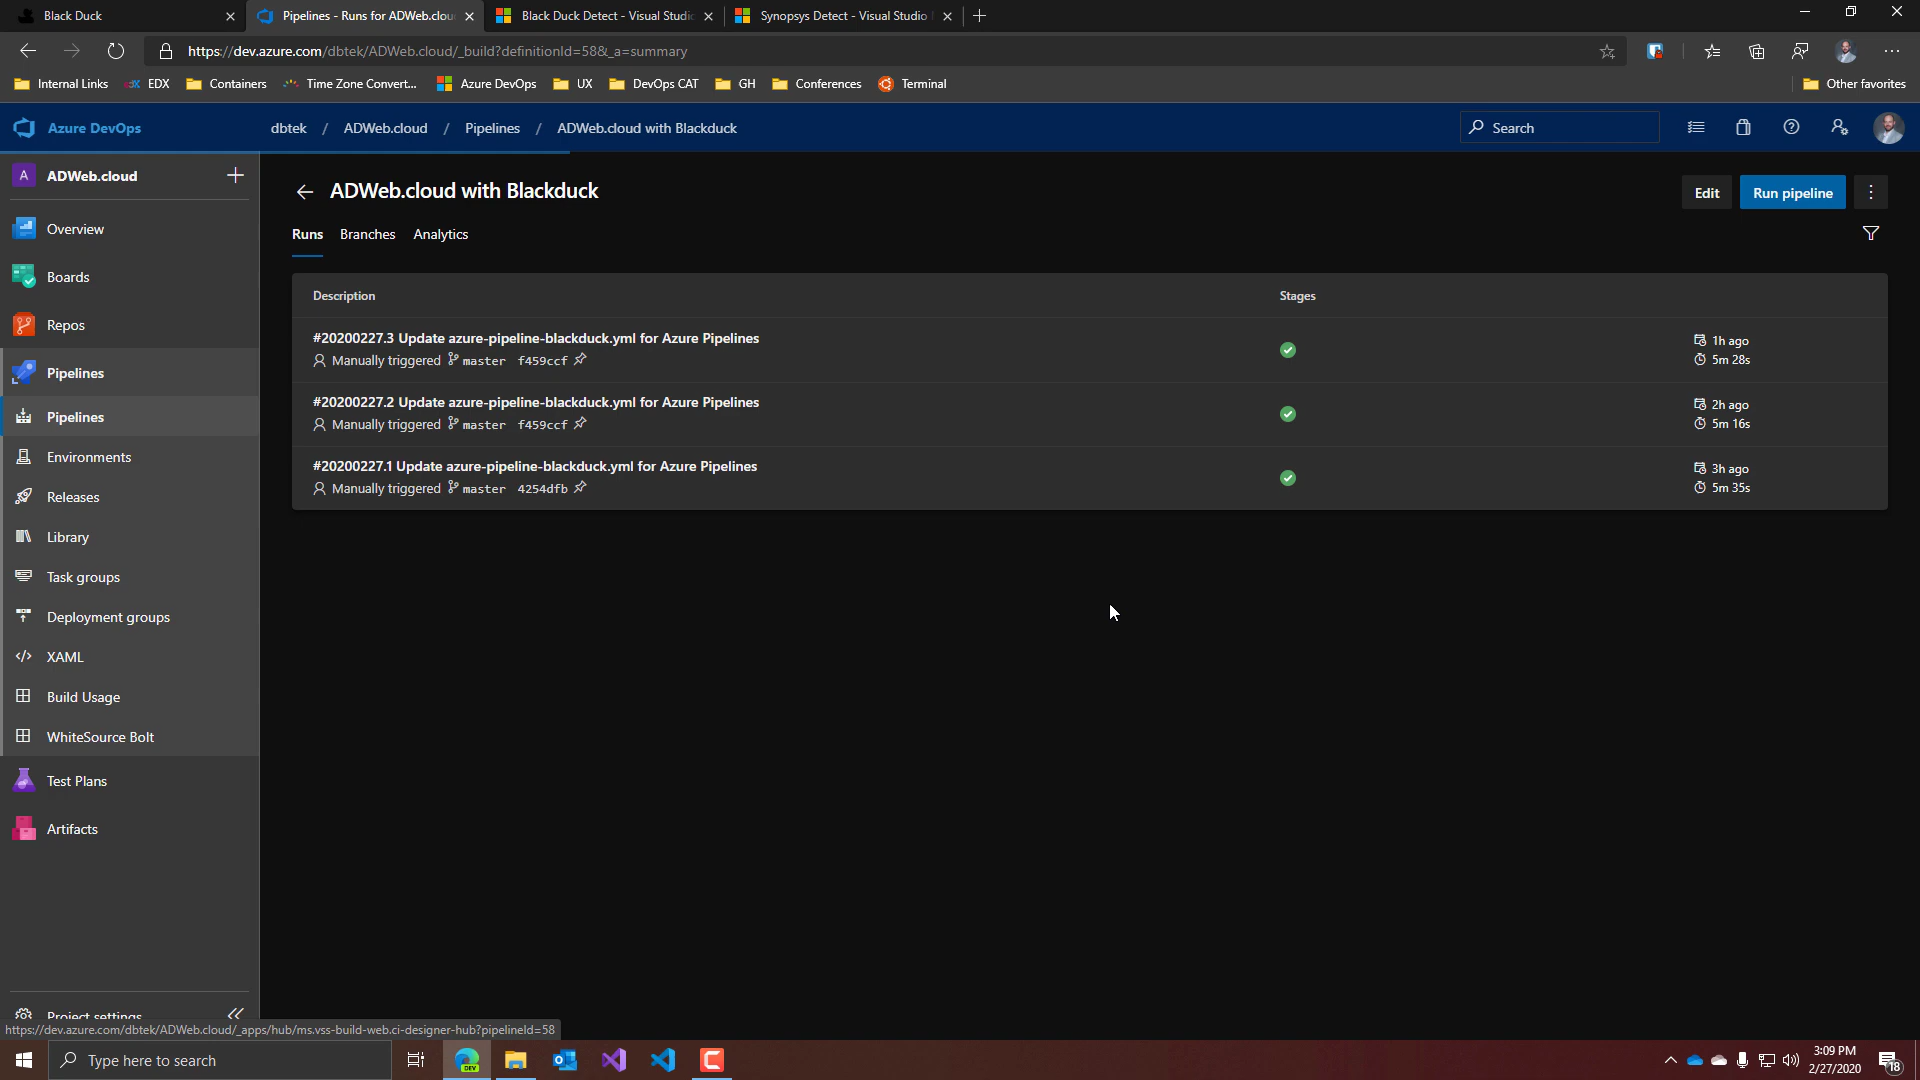 Black Duck
Pipelines - Runs for ADWeb.clou
Black Duck Detect - Visual Studi
Synopsys Detect - Visual Studio
https://dev.azure.com/dbtek/ADWeb.cloud/_build?definitionId=58&_a=summary
Internal Links
EDX
Containers
Time Zone Convert...
Azure DevOps
UX
DevOps CAT
GH
Conferences
Terminal
Other favorites
Azure DevOps
dbtek / ADWeb.cloud / Pipelines / ADWeb.cloud with Blackduck
Search
A ADWeb.cloud
ADWeb.cloud with Blackduck
Edit
Run pipeline
Overview
Boards
Repos
Pipelines
Pipelines
Environments
Releases
Library
Task groups
Deployment groups
XAML
Build Usage
WhiteSource Bolt
Test Plans
Artifacts
Project settings
Runs
Branches
Analytics
Description
Stages
#20200227.3 Update azure-pipeline-blackduck.yml for Azure Pipelines
Manually triggered master f459ccf
1h ago
5m 28s
#20200227.2 Update azure-pipeline-blackduck.yml for Azure Pipelines
Manually triggered master f459ccf
2h ago
5m 16s
#20200227.1 Update azure-pipeline-blackduck.yml for Azure Pipelines
Manually triggered master 4254dfb
3h ago
5m 35s
https://dev.azure.com/dbtek/ADWeb.cloud/_apps/hub/ms.vss-build-web.ci-designer-hub?pipelineId=58
Type here to search
DEV
3:09 PM
2/27/2020
18